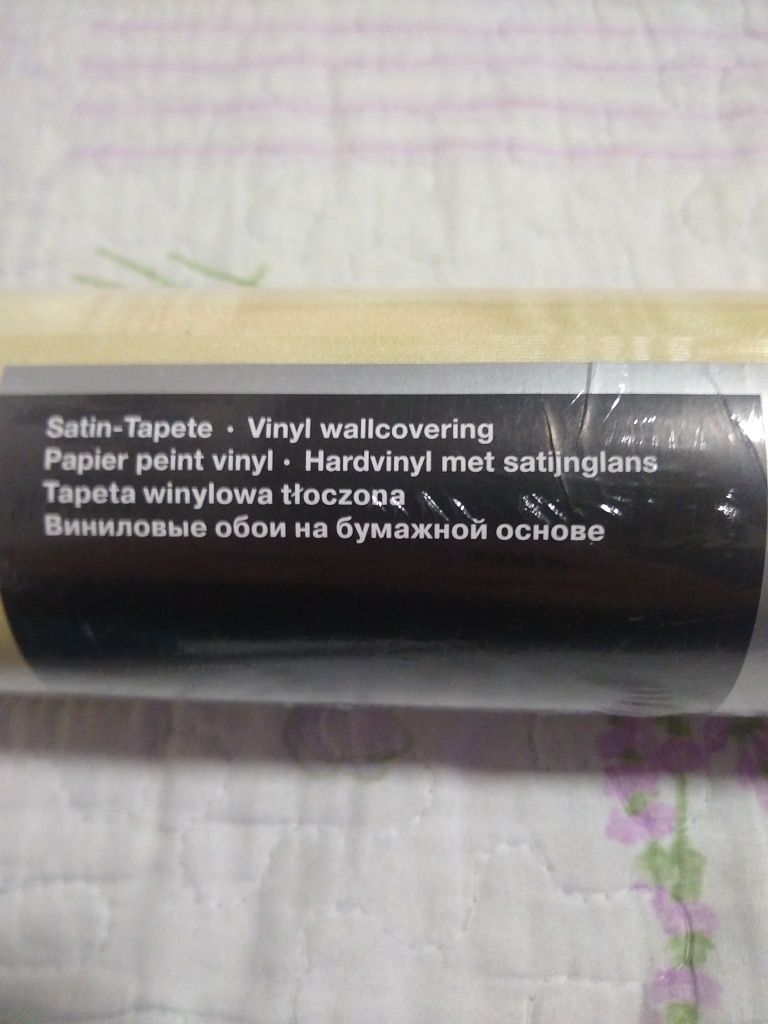 Satin-Tapete · Vinyl wallcovering
Papier peint vinyl · Hardvinyl met satijnglans
Tapeta winylowa tłoczona
Виниловые обои на бумажной основе